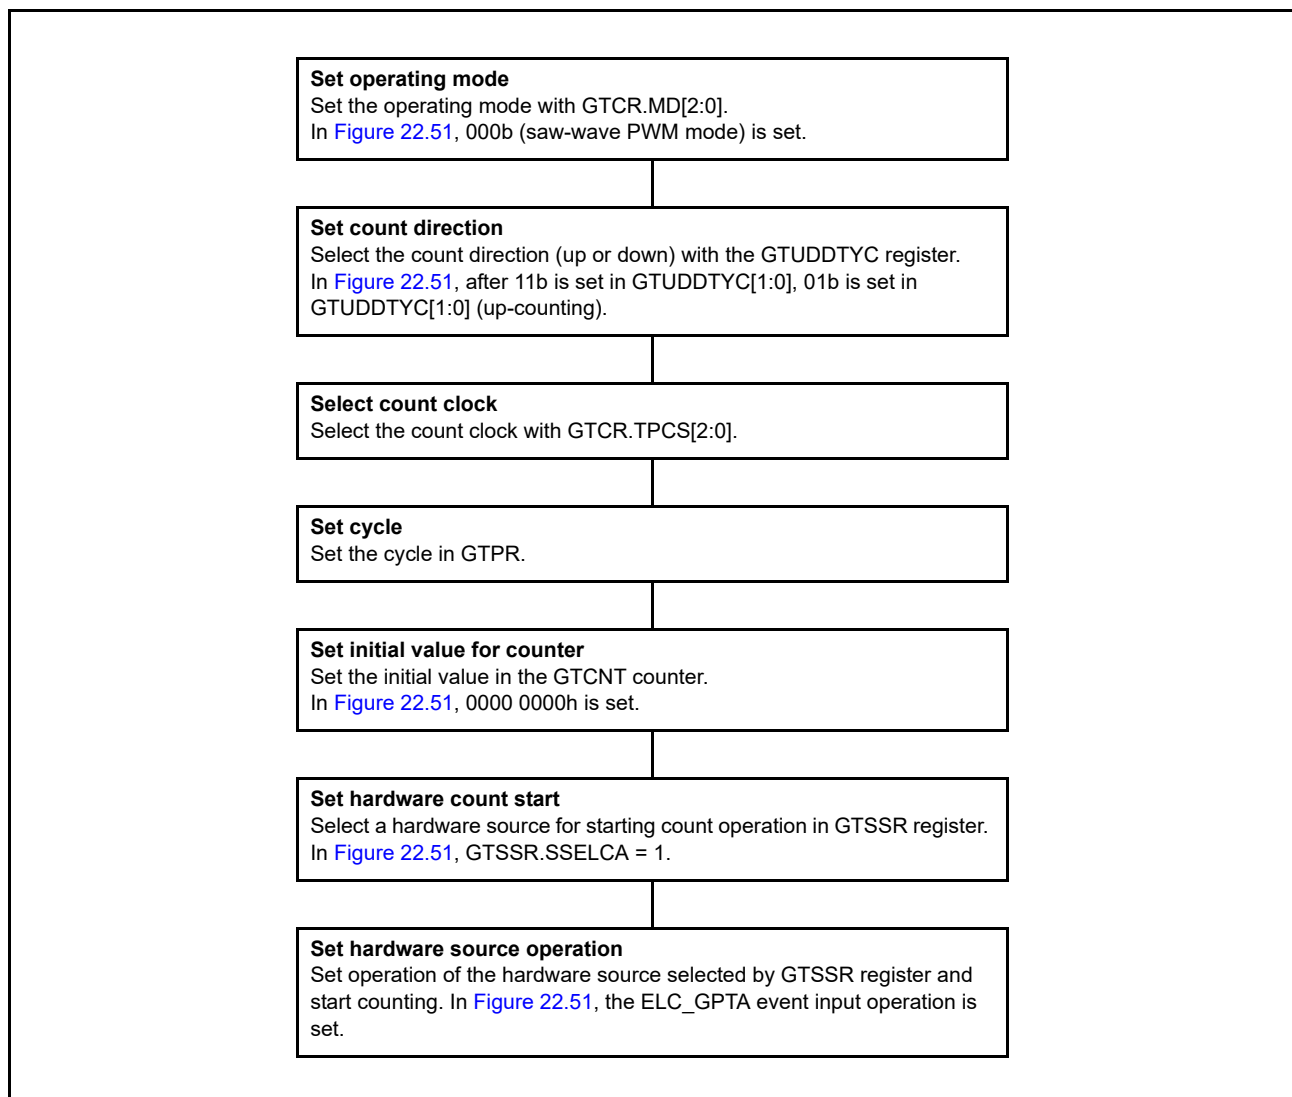 Set operating mode
Set the operating mode with GTCR.MD[2:0].
In Figure 22.51, 000b (saw-wave PWM mode) is set.
Set count direction
Select the count direction (up or down) with the GTUDDTYC register.
In Figure 22.51, after 11b is set in GTUDDTYC[1:0], 01b is set in
GTUDDTYC[1:0] (up-counting).
Select count clock
Select the count clock with GTCR.TPCS[2:0].
Set cycle
Set the cycle in GTPR.
Set initial value for counter
Set the initial value in the GTCNT counter.
In Figure 22.51, 0000 0000h is set.
Set hardware count start
Select a hardware source for starting count operation in GTSSR register.
In Figure 22.51, GTSSR.SSELCA = 1.
Set hardware source operation
Set operation of the hardware source selected by GTSSR register and
start counting. In Figure 22.51, the ELC_GPTA event input operation is
set.